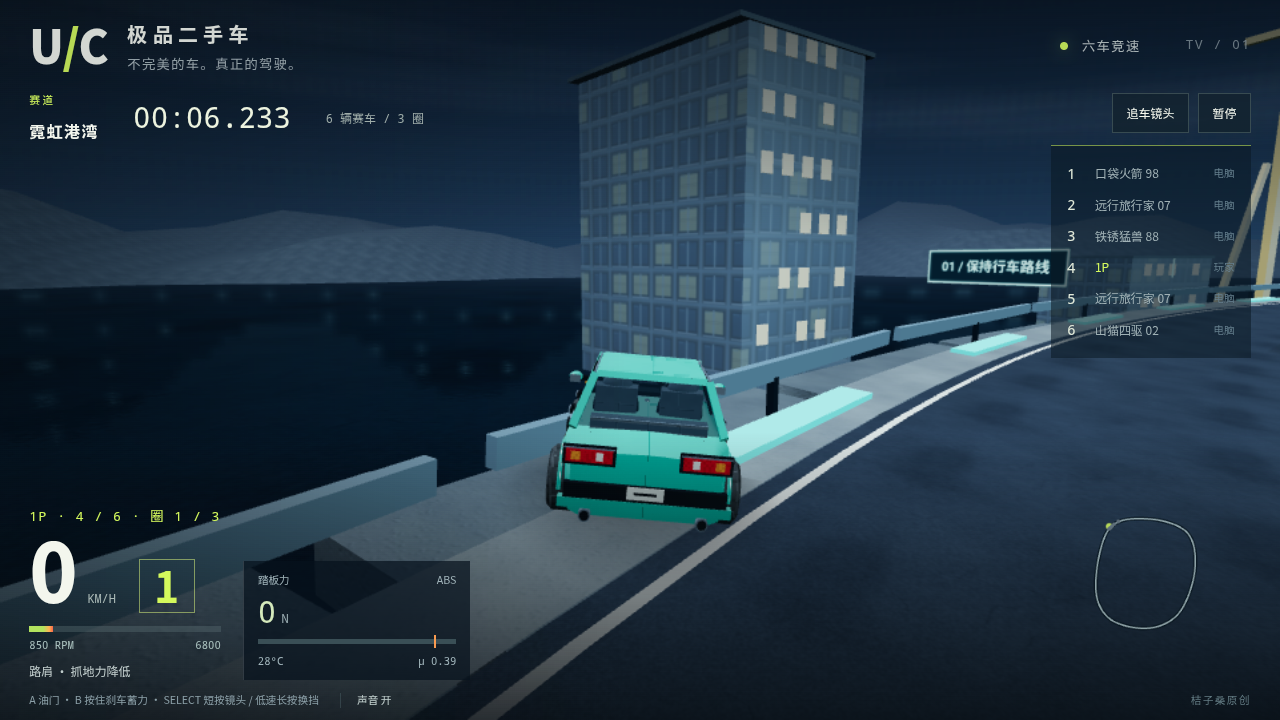 U/C 极品二手车
不完美的车。真正的驾驶。
赛道
霓虹港湾
00:06.233
6 辆赛车 / 3 圈
六车竞速
TV / 01
追车镜头
暂停
1 口袋火箭 98 电脑
2 远行旅行家 07 电脑
3 铁锈猛兽 88 电脑
4 1P 玩家
5 远行旅行家 07 电脑
6 山猫四驱 02 电脑
01 / 保持行车路线
1P · 4 / 6 · 圈 1 / 3
0 KM/H 1
850 RPM 6800
路肩 · 抓地力降低
踏板力 ABS
0 N
28°C μ 0.39
A 油门 · B 按住刹车蓄力 · SELECT 短按镜头 / 低速长按换挡
声音 开
桔子桑原创